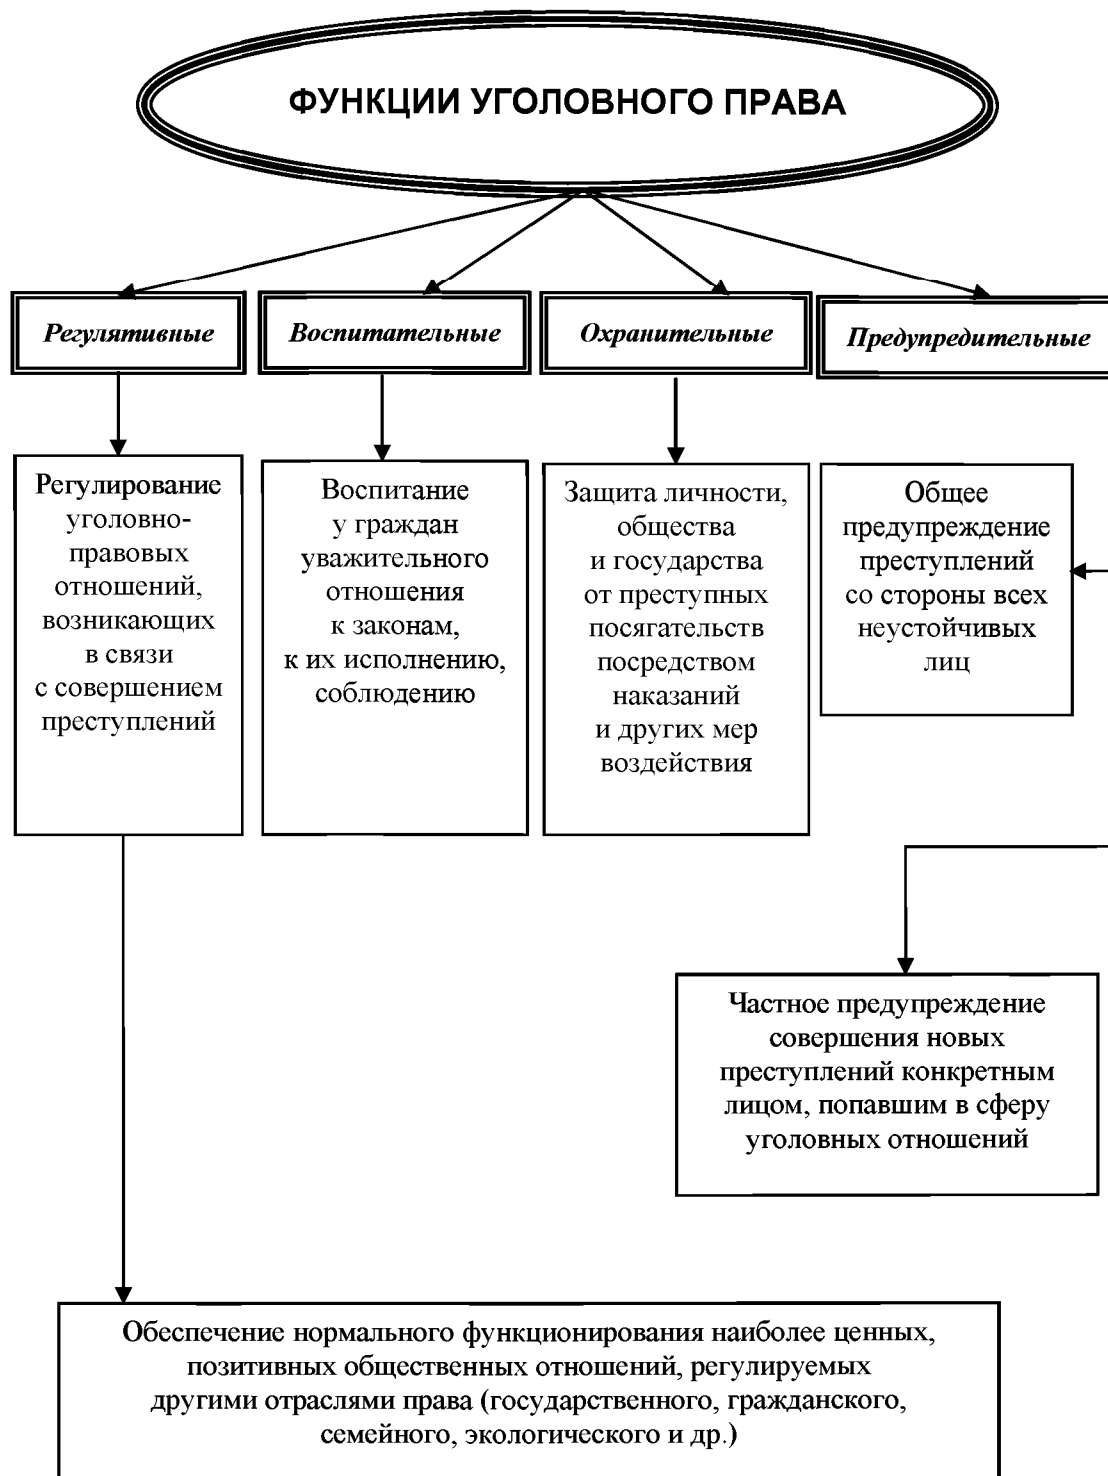 ФУНКЦИИ УГОЛОВНОГО ПРАВА
Регулятивные
Воспитательные
Охранительные
Предупредительные
Регулирование
уголовно-
правовых
отношений,
возникающих
в связи
с совершением
преступлений
Воспитание
у граждан
уважительного
отношения
к законам,
к их исполнению,
соблюдению
Защита личности,
общества
и государства
от преступных
посягательств
посредством
наказаний
и других мер
воздействия
Общее
предупреждение
преступлений
со стороны всех
неустойчивых
лиц
Частное предупреждение
совершения новых
преступлений конкретным
лицом, попавшим в сферу
уголовных отношений
Обеспечение нормального функционирования наиболее ценных,
позитивных общественных отношений, регулируемых
другими отраслями права (государственного, гражданского,
семейного, экологического и др.)